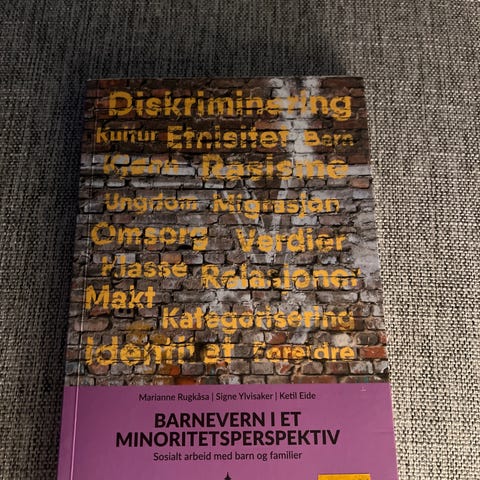 Diskriminering
Kultur Etnisitet Barn
Kjønn Rasisme
Ungdom Migrasjon
Omsorg Verdier
Klasse Relasjoner
Makt
Kategorisering
Identitet Foreldre
Marianne Rugkåsa | Signe Ylvisaker | Ketil Eide
BARNEVERN I ET
MINORITETSPERSPEKTIV
Sosialt arbeid med barn og familier